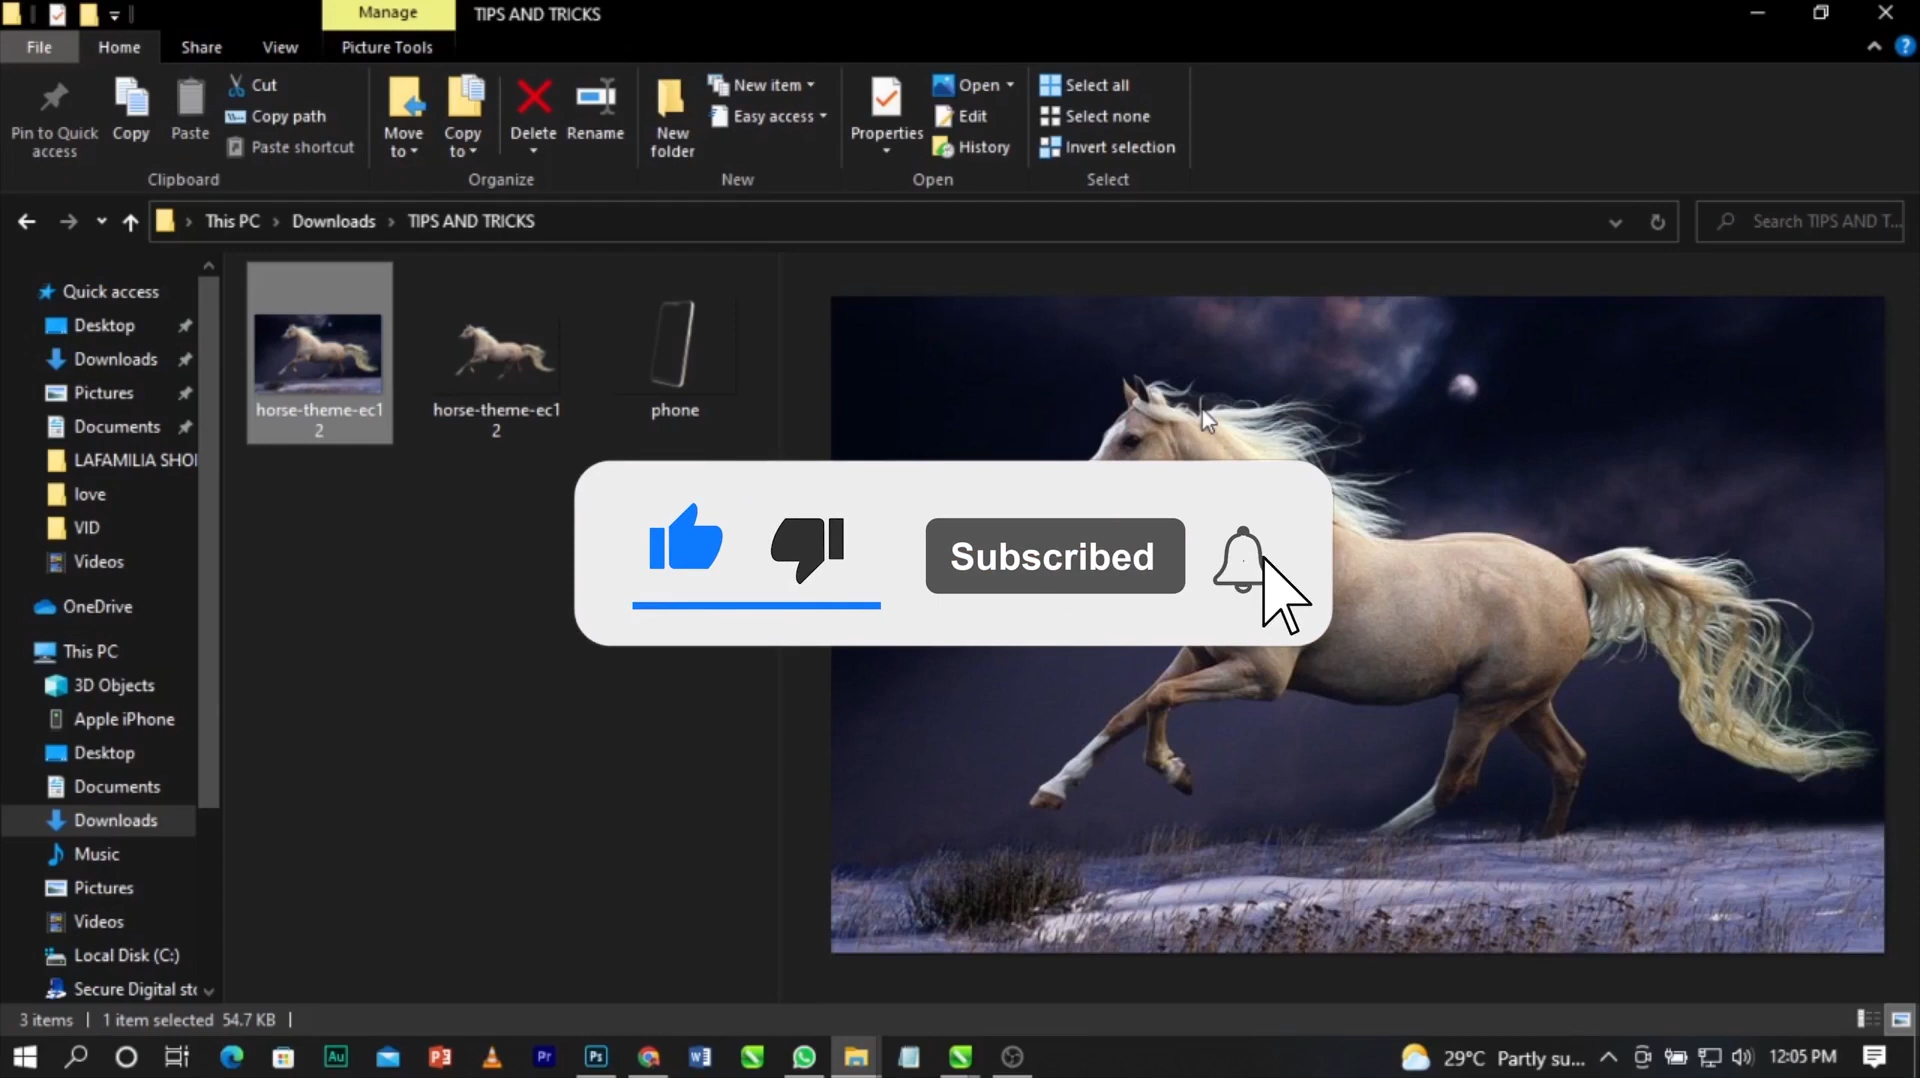 Manage
TIPS AND TRICKS
File
Home
Share
View
Picture Tools
Pin to Quick
access
Copy
Paste
Cut
Copy path
Paste shortcut
Clipboard
Move
to
Copy
to
Delete
Rename
Organize
New
folder
New item
Easy access
New
Properties
Open
Edit
History
Open
Select all
Select none
Invert selection
Select
This PC
Downloads
TIPS AND TRICKS
Search TIPS AND T...
Quick access
Desktop
Downloads
Pictures
Documents
LAFAMILIA SHO
love
VID
Videos
OneDrive
This PC
3D Objects
Apple iPhone
Desktop
Documents
Downloads
Music
Pictures
Videos
Local Disk (C:)
Secure Digital sto
horse-theme-ec1
2
horse-theme-ec1
2
phone
Subscribed
3 items
1 item selected 54.7 KB
Au
Pr
Ps
29°C Partly su...
12:05 PM